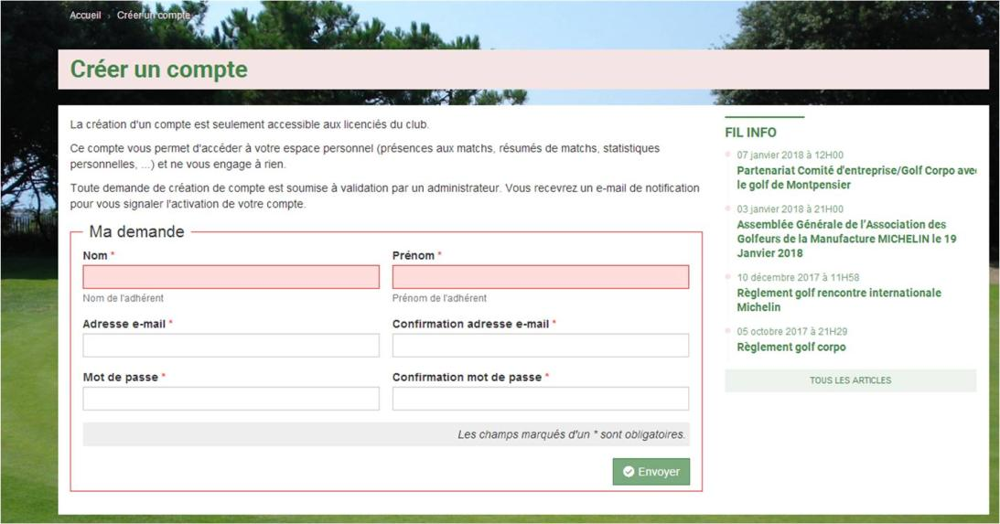 Accueil › Créer un compte
Créer un compte
La création d'un compte est seulement accessible aux licenciés du club.
Ce compte vous permet d'accéder à votre espace personnel (présences aux matchs, résumés de matchs, statistiques
personnelles, ...) et ne vous engage à rien.
Toute demande de création de compte est soumise à validation par un administrateur. Vous recevrez un e-mail de notification
pour vous signaler l'activation de votre compte.
Ma demande
Nom * Prénom *
Nom de l'adhérent Prénom de l'adhérent
Adresse e-mail * Confirmation adresse e-mail *
Mot de passe * Confirmation mot de passe *
Les champs marqués d'un * sont obligatoires.
Envoyer
FIL INFO
07 janvier 2018 à 12H00
Partenariat Comité d'entreprise/Golf Corpo avec
le golf de Montpensier
03 janvier 2018 à 21H00
Assemblée Générale de l'Association des
Golfeurs de la Manufacture MICHELIN le 19
Janvier 2018
10 décembre 2017 à 11H58
Règlement golf rencontre internationale
Michelin
05 octobre 2017 à 21H29
Règlement golf corpo
TOUS LES ARTICLES